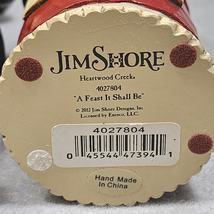 JIM SHORE
Heartwood Creek
4027804
"A Feast It Shall Be"
© 2012 Jim Shore Designs, Inc.
Licensed by Enesco, LLC.
4027804
0 45544 47394 1
Hand Made
in China